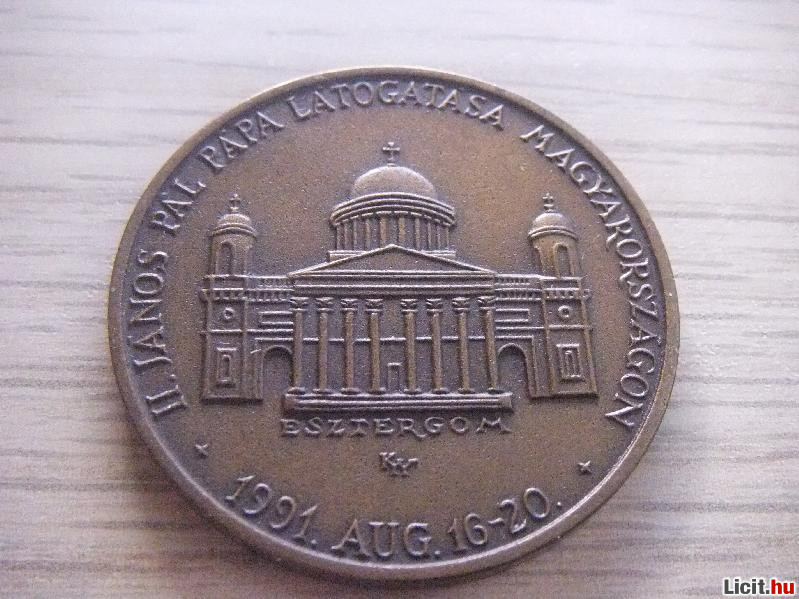 II. JÁNOS PÁL PÁPA LÁTOGATÁSA MAGYARORSZÁGON
ESZTERGOM
1991. AUG. 16-20.
Licit.hu